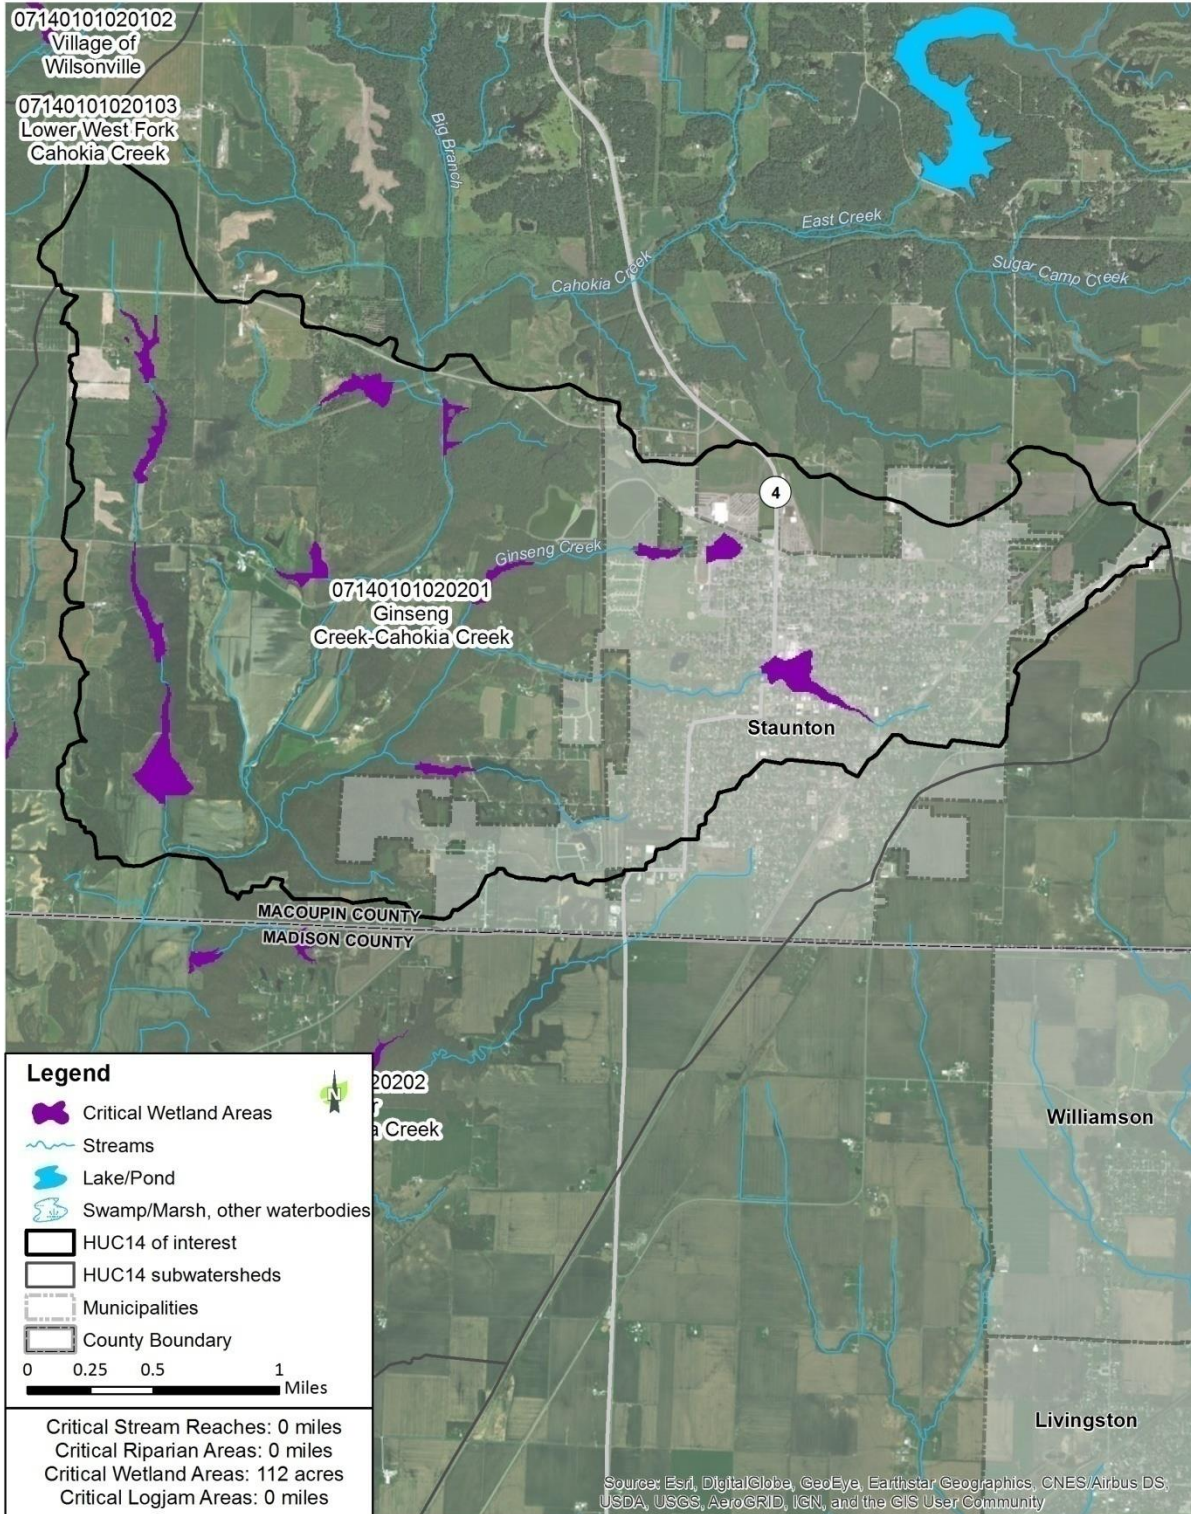 07140101020102
Village of
Wilsonville
07140101020103
Lower West Fork
Cahokia Creek
Big Branch
East Creek
Cahokia Creek
Sugar Camp Creek
4
Ginseng Creek
07140101020201
Ginseng
Creek-Cahokia Creek
Staunton
MACOUPIN COUNTY
MADISON COUNTY
20202
Creek
Williamson
Livingston
Legend
N
Critical Wetland Areas
Streams
Lake/Pond
Swamp/Marsh, other waterbodies
HUC14 of interest
HUC14 subwatersheds
Municipalities
County Boundary
0 0.25 0.5 1
Miles
Critical Stream Reaches: 0 miles
Critical Riparian Areas: 0 miles
Critical Wetland Areas: 112 acres
Critical Logjam Areas: 0 miles
Source: Esri, DigitalGlobe, GeoEye, Earthstar Geographics, CNES/Airbus DS,
USDA, USGS, AeroGRID, IGN, and the GIS User Community